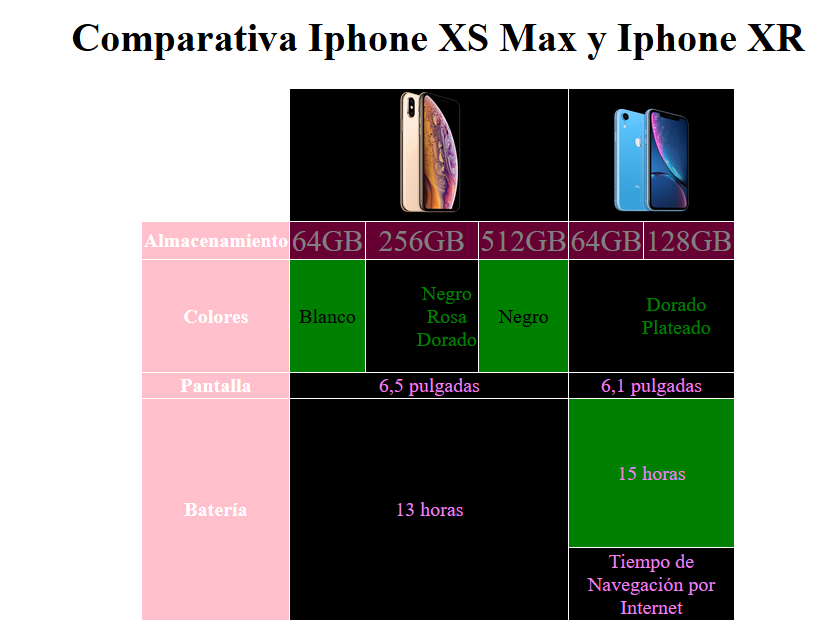 Comparativa Iphone XS Max y Iphone XR
Almacenamiento 64GB 256GB 512GB 64GB 128GB
Colores
Blanco
Negro
Rosa
Dorado
Negro
Dorado
Plateado
Pantalla 6,5 pulgadas 6,1 pulgadas
Batería
13 horas
15 horas
Tiempo de
Navegación por
Internet